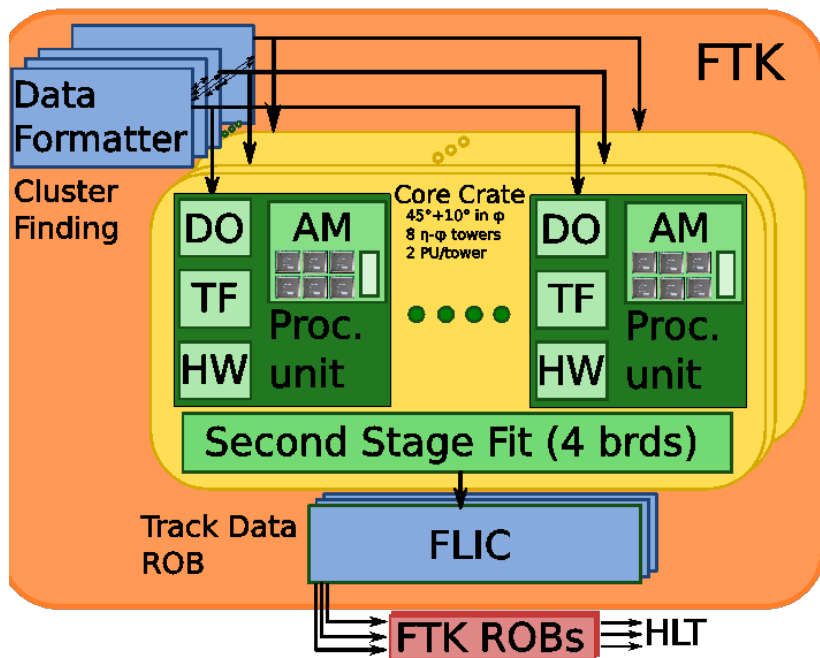 FTK
Data
Formatter
Cluster
Finding
Core Crate
45°+10° in φ
8 η-φ towers
2 PU/tower
DO
AM
TF
HW
Proc.
unit
DO
AM
TF
HW
Proc.
unit
Second Stage Fit (4 brds)
Track Data
ROB
FLIC
FTK ROBs
HLT